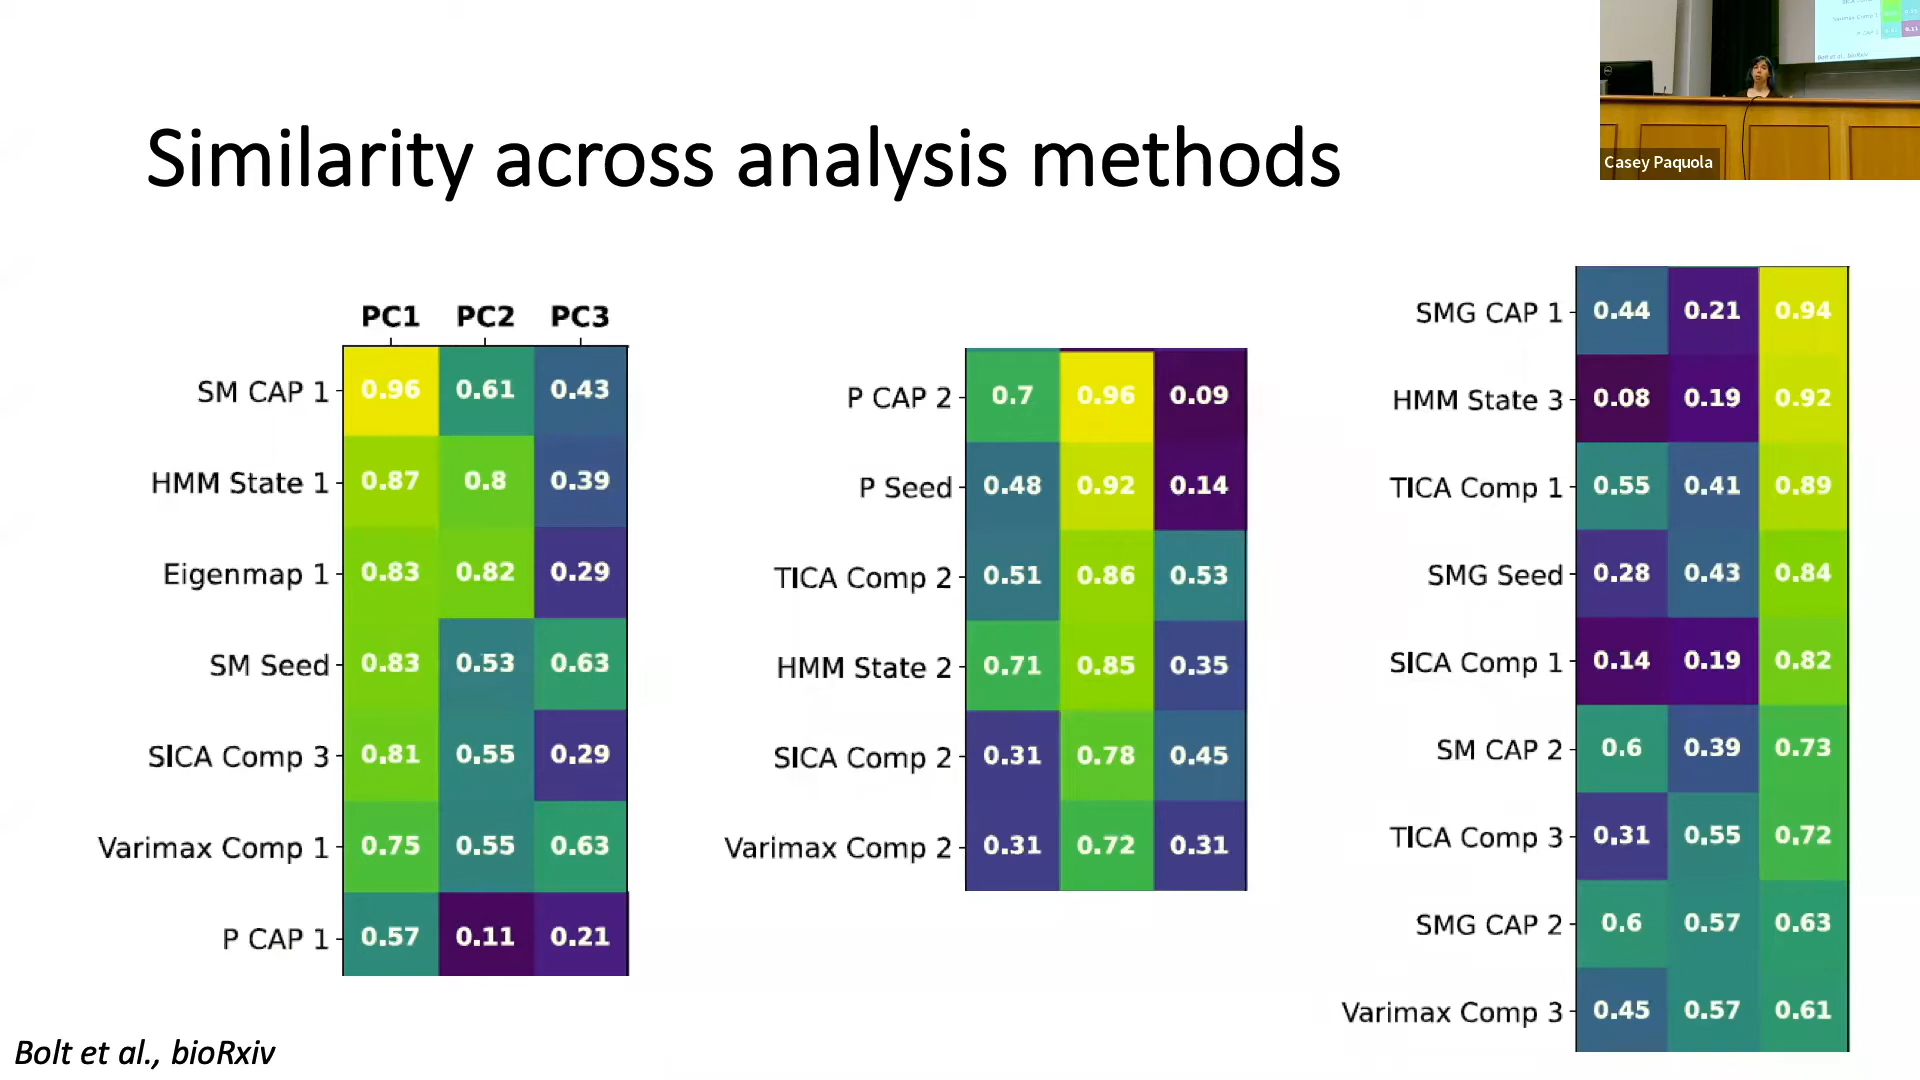 Similarity across analysis methods
Casey Paquola
PC1 PC2 PC3
SM CAP 1 0.96 0.61 0.43
HMM State 1 0.87 0.8 0.39
Eigenmap 1 0.83 0.82 0.29
SM Seed 0.83 0.53 0.63
SICA Comp 3 0.81 0.55 0.29
Varimax Comp 1 0.75 0.55 0.63
P CAP 1 0.57 0.11 0.21
P CAP 2 0.7 0.96 0.09
P Seed 0.48 0.92 0.14
TICA Comp 2 0.51 0.86 0.53
HMM State 2 0.71 0.85 0.35
SICA Comp 2 0.31 0.78 0.45
Varimax Comp 2 0.31 0.72 0.31
SMG CAP 1 0.44 0.21 0.94
HMM State 3 0.08 0.19 0.92
TICA Comp 1 0.55 0.41 0.89
SMG Seed 0.28 0.43 0.84
SICA Comp 1 0.14 0.19 0.82
SM CAP 2 0.6 0.39 0.73
TICA Comp 3 0.31 0.55 0.72
SMG CAP 2 0.6 0.57 0.63
Varimax Comp 3 0.45 0.57 0.61
Bolt et al., bioRxiv